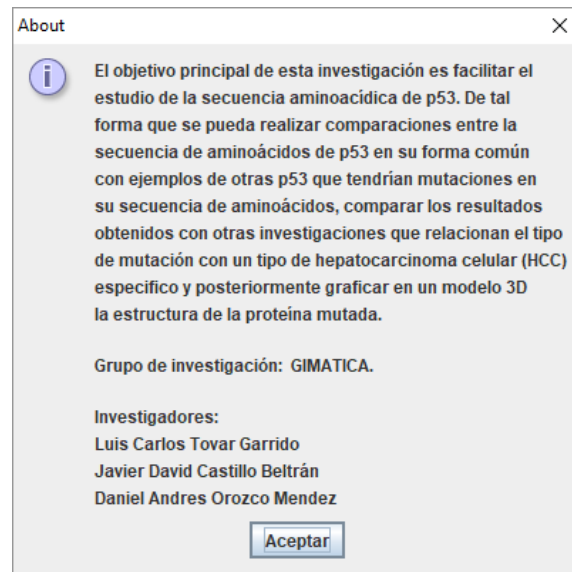 About
El objetivo principal de esta investigación es facilitar el
estudio de la secuencia aminoacídica de p53. De tal
forma que se pueda realizar comparaciones entre la
secuencia de aminoácidos de p53 en su forma común
con ejemplos de otras p53 que tendrían mutaciones en
su secuencia de aminoácidos, comparar los resultados
obtenidos con otras investigaciones que relacionan el tipo
de mutación con un tipo de hepatocarcinoma celular (HCC)
especifico y posteriormente graficar en un modelo 3D
la estructura de la proteína mutada.
Grupo de investigación: GIMATICA.
Investigadores:
Luis Carlos Tovar Garrido
Javier David Castillo Beltrán
Daniel Andres Orozco Mendez
Aceptar